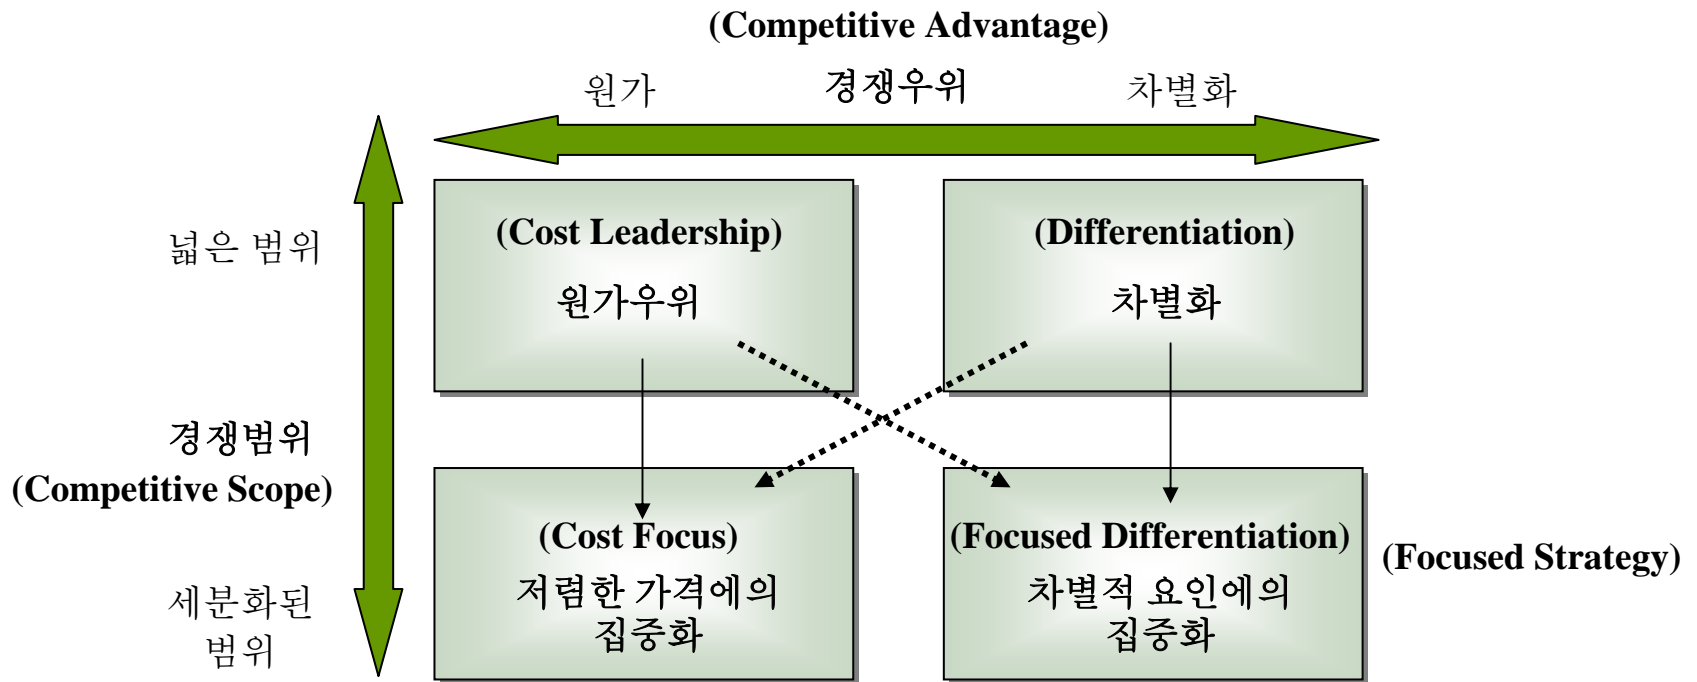 (Competitive Advantage)
원가 경쟁우위 차별화
넓은 범위
(Cost Leadership)
원가우위
(Differentiation)
차별화
경쟁범위
(Competitive Scope)
(Cost Focus)
저렴한 가격에의
집중화
(Focused Differentiation)
차별적 요인에의
집중화
(Focused Strategy)
세분화된
범위